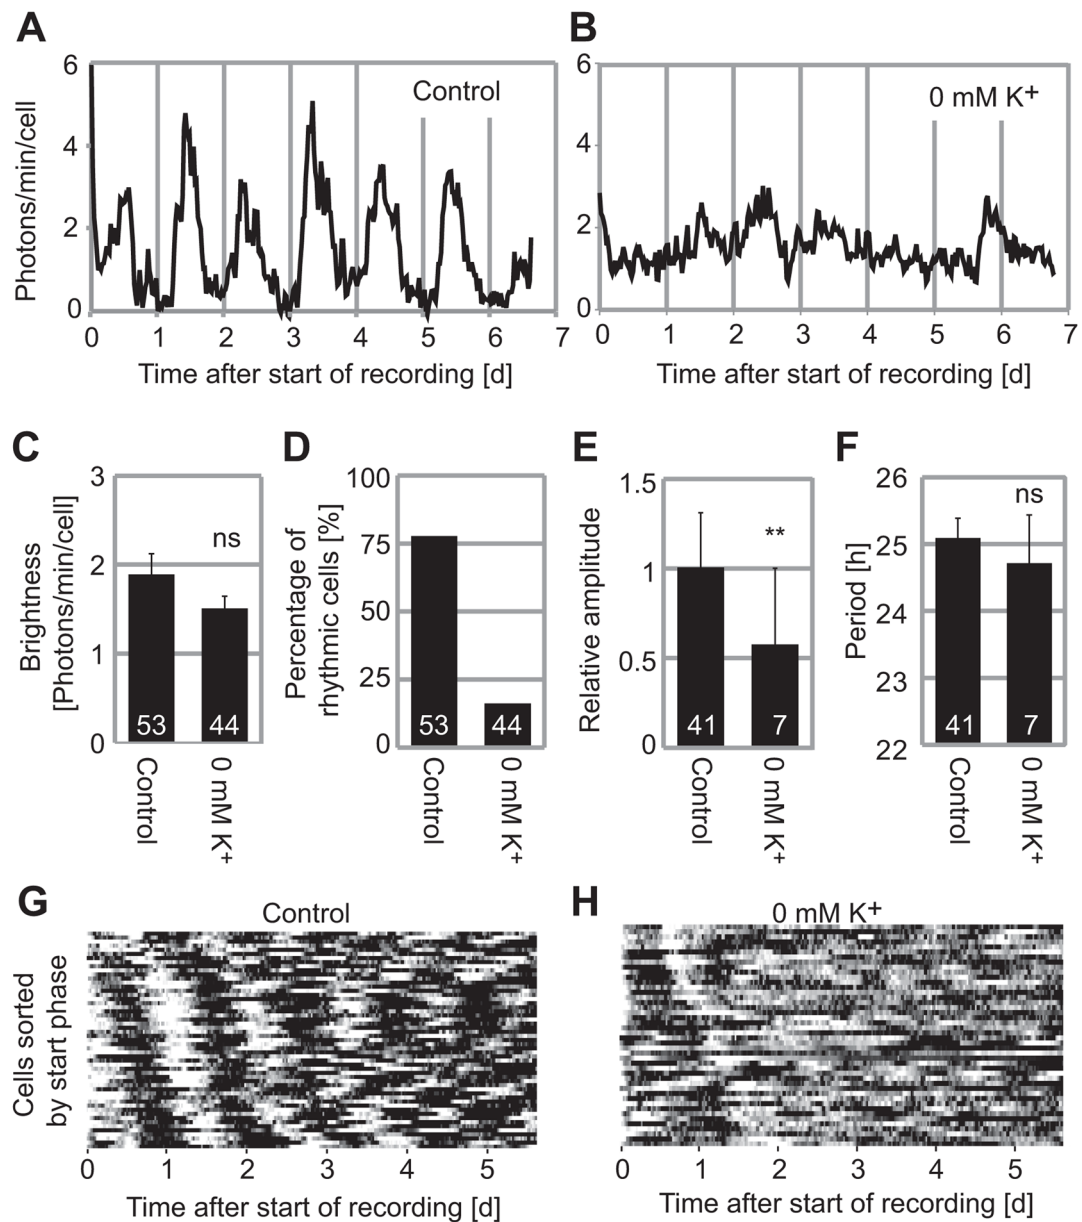 A
B
6
4
2
0
Photons/min/cell
Control
0 1 2 3 4 5 6 7
Time after start of recording [d]
6
4
2
0
0 mM K+
0 1 2 3 4 5 6 7
Time after start of recording [d]
C
D
E
F
Brightness
[Photons/min/cell]
3
2
1
0
ns
53 44
Control
0 mM K+
Percentage of
rhythmic cells [%]
100
75
50
25
0
53 44
Control
0 mM K+
Relative amplitude
1.5
1
0.5
0
**
41 7
Control
0 mM K+
Period [h]
26
25
24
23
22
ns
41 7
Control
0 mM K+
G
Control
Cells sorted
by start phase
0 1 2 3 4 5
Time after start of recording [d]
H
0 mM K+
0 1 2 3 4 5
Time after start of recording [d]